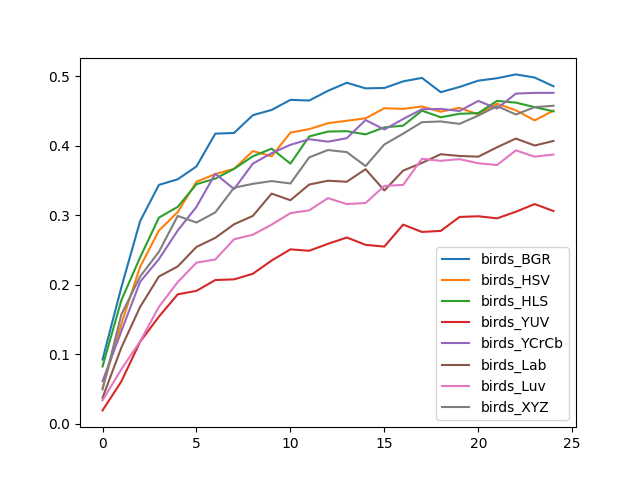 0.5
0.4
0.3
0.2
0.1
0.0
0 5 10 15 20 25
birds_BGR
birds_HSV
birds_HLS
birds_YUV
birds_YCrCb
birds_Lab
birds_Luv
birds_XYZ